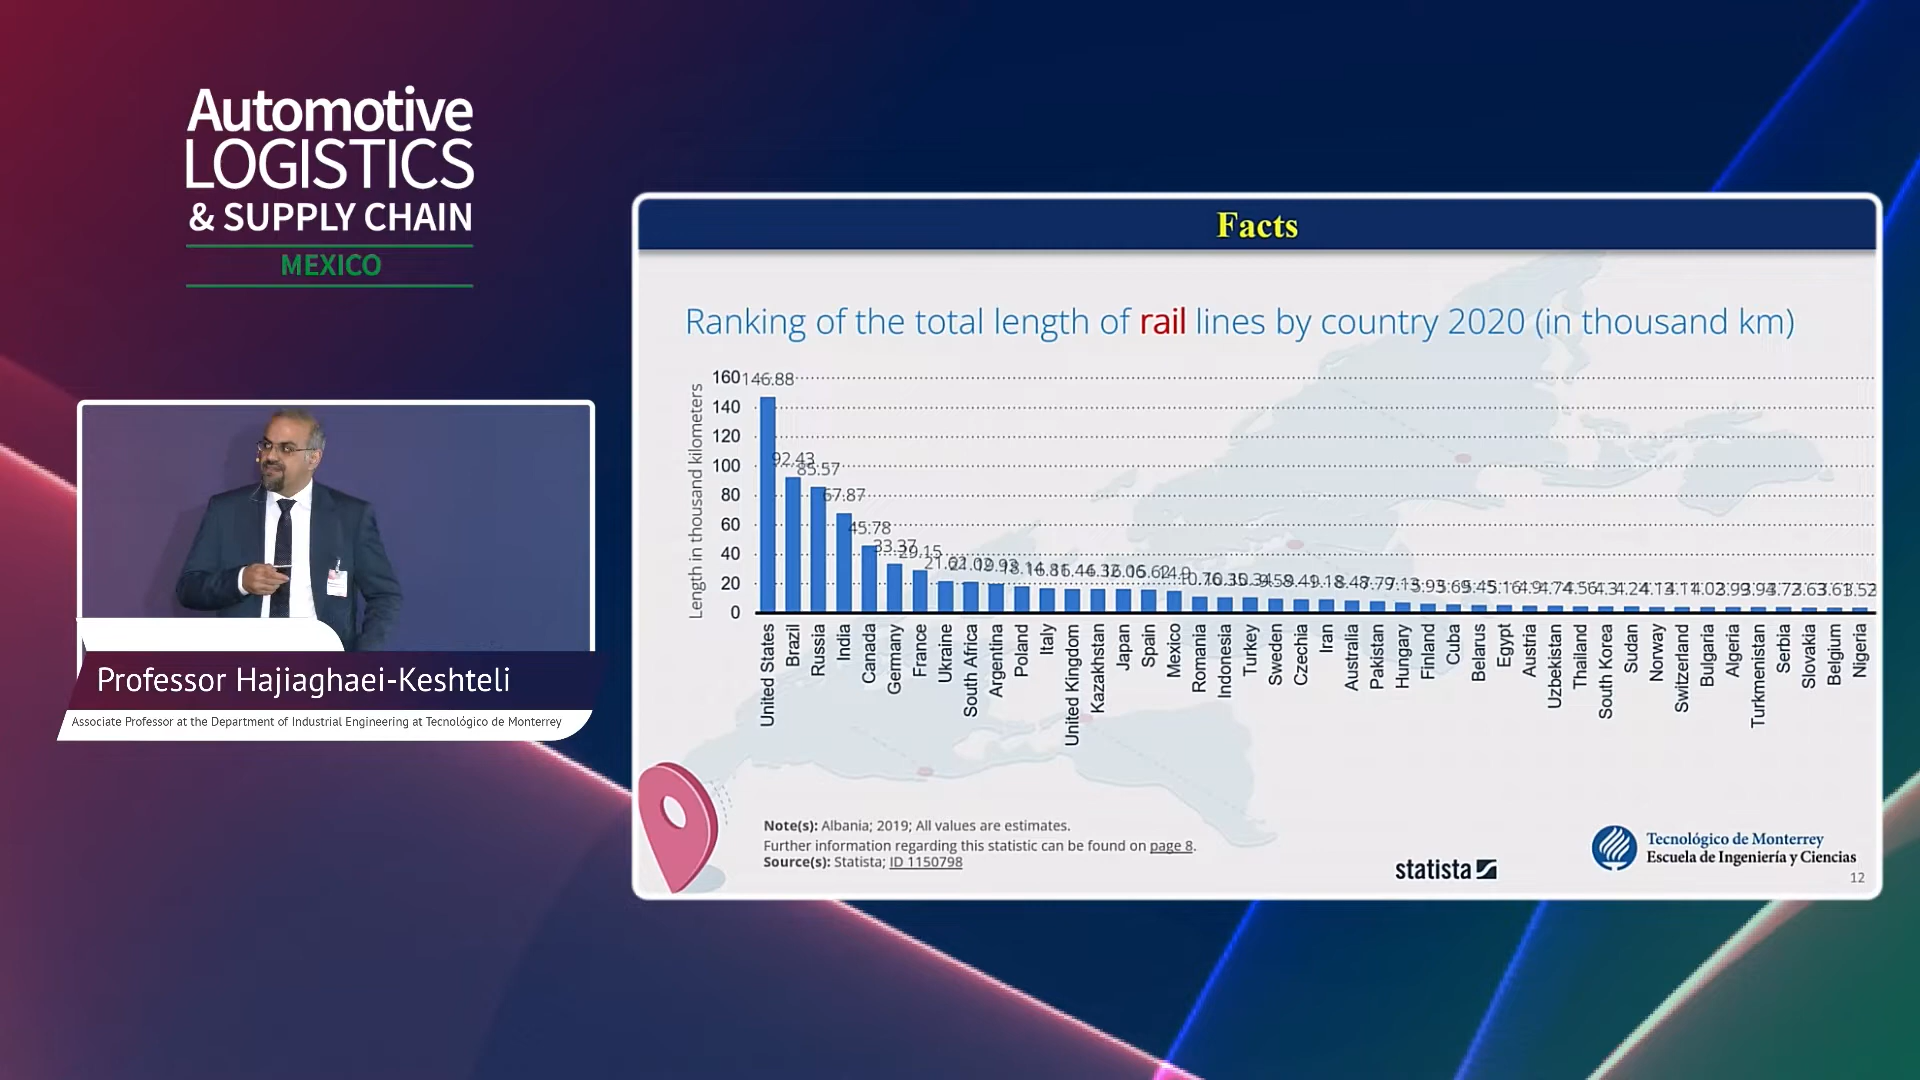 Automotive
LOGISTICS
& SUPPLY CHAIN
MEXICO
Professor Hajiaghaei-Keshteli
Associate Professor at the Department of Industrial Engineering at Tecnológico de Monterrey
Facts
Ranking of the total length of rail lines by country 2020 (in thousand km)
Length in thousand kilometers
160
140
120
100
80
60
40
20
0
146.88
92.43
85.57
67.87
45.78
33.37
29.15
United States
Brazil
Russia
India
Canada
Germany
France
Ukraine
South Africa
Argentina
Poland
Italy
United Kingdom
Kazakhstan
Japan
Spain
Mexico
Romania
Indonesia
Turkey
Sweden
Czechia
Iran
Australia
Pakistan
Hungary
Finland
Cuba
Belarus
Egypt
Austria
Uzbekistan
Thailand
South Korea
Sudan
Norway
Switzerland
Bulgaria
Algeria
Turkmenistan
Serbia
Slovakia
Belgium
Nigeria
Note(s): Albania; 2019; All values are estimates.
Further information regarding this statistic can be found on page 8.
Source(s): Statista; ID 1150798
statista
Tecnológico de Monterrey
Escuela de Ingeniería y Ciencias
12